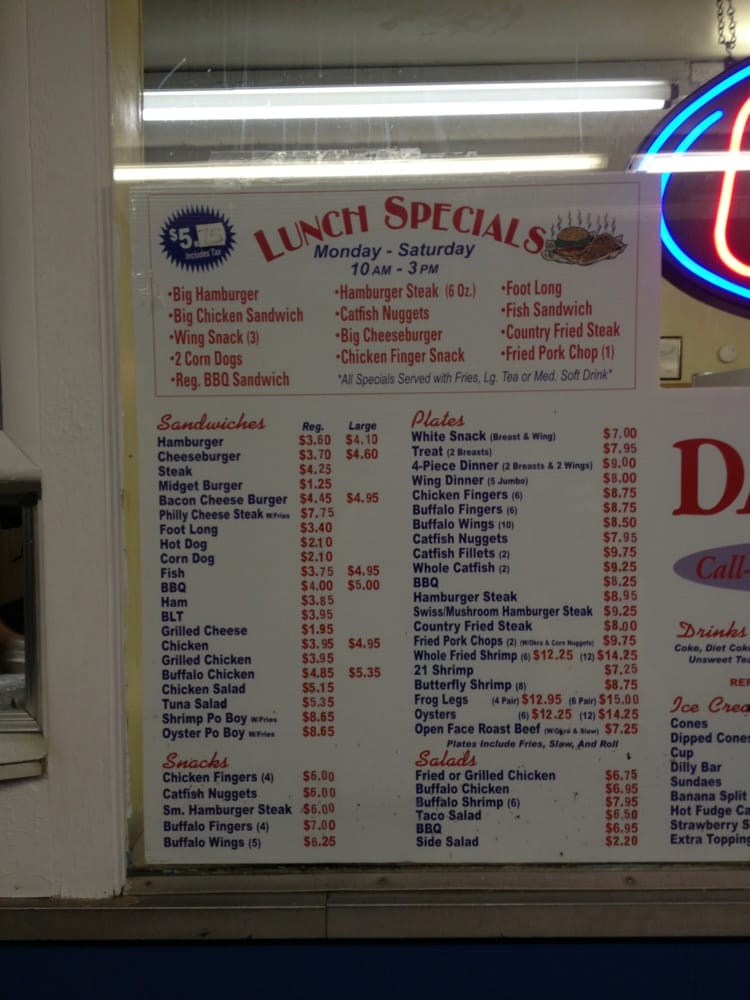 $5.75
Includes Tax
LUNCH SPECIALS
Monday - Saturday
10 AM - 3 PM
•Big Hamburger
•Big Chicken Sandwich
•Wing Snack (3)
•2 Corn Dogs
•Reg. BBQ Sandwich
•Hamburger Steak (6 Oz.)
•Catfish Nuggets
•Big Cheeseburger
•Chicken Finger Snack
•Foot Long
•Fish Sandwich
•Country Fried Steak
•Fried Pork Chop (1)
*All Specials Served with Fries, Lg. Tea or Med. Soft Drink*
Sandwiches Reg. Large
Hamburger $3.60 $4.10
Cheeseburger $3.70 $4.60
Steak $4.25
Midget Burger $1.25
Bacon Cheese Burger $4.45 $4.95
Philly Cheese Steak W/Fries $7.75
Foot Long $3.40
Hot Dog $2.10
Corn Dog $2.10
Fish $3.75 $4.95
BBQ $4.00 $5.00
Ham $3.85
BLT $3.95
Grilled Cheese $1.95
Chicken $3.95 $4.95
Grilled Chicken $3.95
Buffalo Chicken $4.85 $5.35
Chicken Salad $5.15
Tuna Salad $5.35
Shrimp Po Boy W/Fries $8.65
Oyster Po Boy W/Fries $8.65
Snacks
Chicken Fingers (4) $6.00
Catfish Nuggets $6.00
Sm. Hamburger Steak $6.00
Buffalo Fingers (4) $7.00
Buffalo Wings (5) $6.25
Plates
White Snack (Breast & Wing) $7.00
Treat (2 Breasts) $7.95
4-Piece Dinner (2 Breasts & 2 Wings) $9.00
Wing Dinner (5 Jumbo) $8.00
Chicken Fingers (6) $8.75
Buffalo Fingers (6) $8.75
Buffalo Wings (10) $8.50
Catfish Nuggets $7.95
Catfish Fillets (2) $9.75
Whole Catfish (2) $9.25
BBQ $8.25
Hamburger Steak $8.95
Swiss/Mushroom Hamburger Steak $9.25
Country Fried Steak $8.00
Fried Pork Chops (2) (W/Okra & Corn Nuggets) $9.75
Whole Fried Shrimp (6) $12.25 (12) $14.25
21 Shrimp $7.25
Butterfly Shrimp (8) $8.75
Frog Legs (4 Pair) $12.95 (6 Pair) $15.00
Oysters (6) $12.25 (12) $14.25
Open Face Roast Beef (W/Okra & Slaw) $7.25
Plates Include Fries, Slaw, And Roll
Salads
Fried or Grilled Chicken $6.75
Buffalo Chicken $6.95
Buffalo Shrimp (6) $7.95
Taco Salad $6.50
BBQ $6.95
Side Salad $2.20
Call-
Drinks
Coke, Diet Coke
Unsweet Tea
Ice Crea
Cones
Dipped Cones
Cup
Dilly Bar
Sundaes
Banana Split
Hot Fudge Ca
Strawberry S
Extra Topping